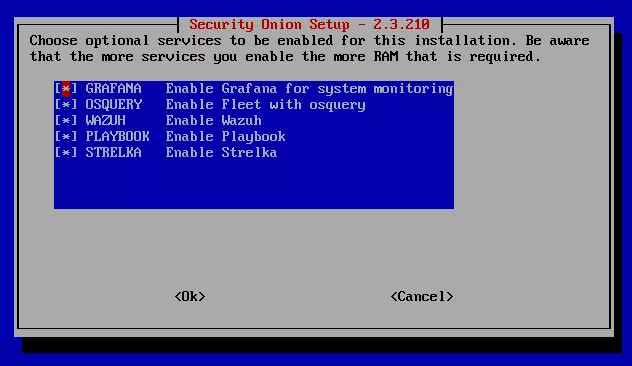 Security Onion Setup - 2.3.210
Choose optional services to be enabled for this installation. Be aware
that the more services you enable the more RAM that is required.
[*] GRAFANA Enable Grafana for system monitoring
[*] OSQUERY Enable Fleet with osquery
[*] WAZUH Enable Wazuh
[*] PLAYBOOK Enable Playbook
[*] STRELKA Enable Strelka
<Ok> <Cancel>